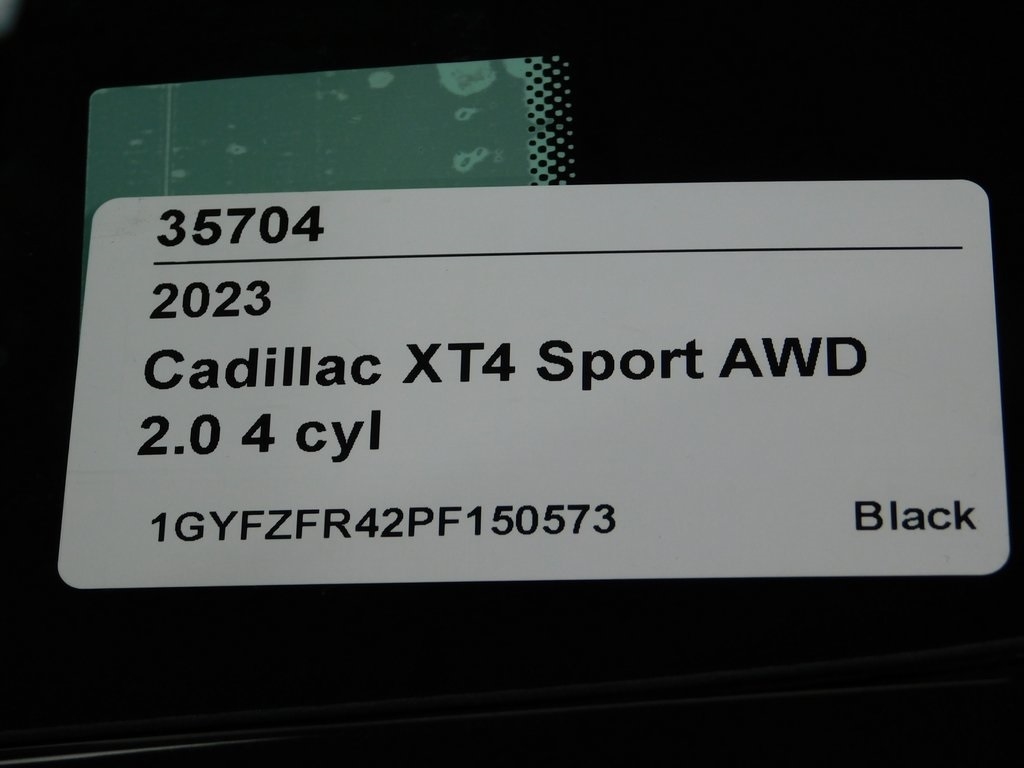 35704
2023
Cadillac XT4 Sport AWD
2.0 4 cyl
1GYFZFR42PF150573 Black